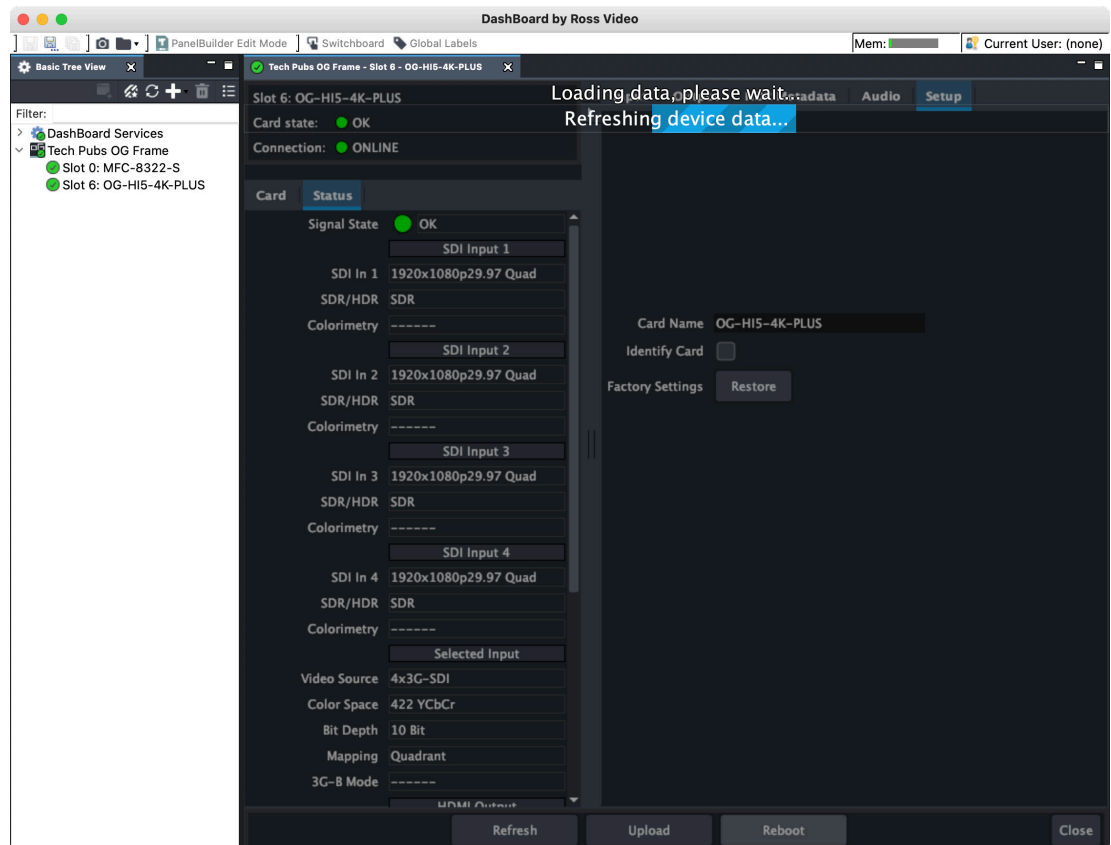 DashBoard by Ross Video
PanelBuilder Edit Mode
Switchboard
Global Labels
Mem:
Current User: (none)
Basic Tree View
Filter:
DashBoard Services
Tech Pubs OG Frame
Slot 0: MFC-8322-S
Slot 6: OG-HI5-4K-PLUS
Tech Pubs OG Frame - Slot 6 - OG-HI5-4K-PLUS
Slot 6: OG-HI5-4K-PLUS
Card state: OK
Connection: ONLINE
Loading data, please wait...
Refreshing device data...
Audio
Setup
Card
Status
Signal State OK
SDI Input 1
SDI In 1 1920x1080p29.97 Quad
SDR/HDR SDR
Colorimetry ------
SDI Input 2
SDI In 2 1920x1080p29.97 Quad
SDR/HDR SDR
Colorimetry ------
SDI Input 3
SDI In 3 1920x1080p29.97 Quad
SDR/HDR SDR
Colorimetry ------
SDI Input 4
SDI In 4 1920x1080p29.97 Quad
SDR/HDR SDR
Colorimetry ------
Selected Input
Video Source 4x3G-SDI
Color Space 422 YCbCr
Bit Depth 10 Bit
Mapping Quadrant
3G-B Mode ------
HDMI Output
Card Name OG-HI5-4K-PLUS
Identify Card
Factory Settings Restore
Refresh
Upload
Reboot
Close